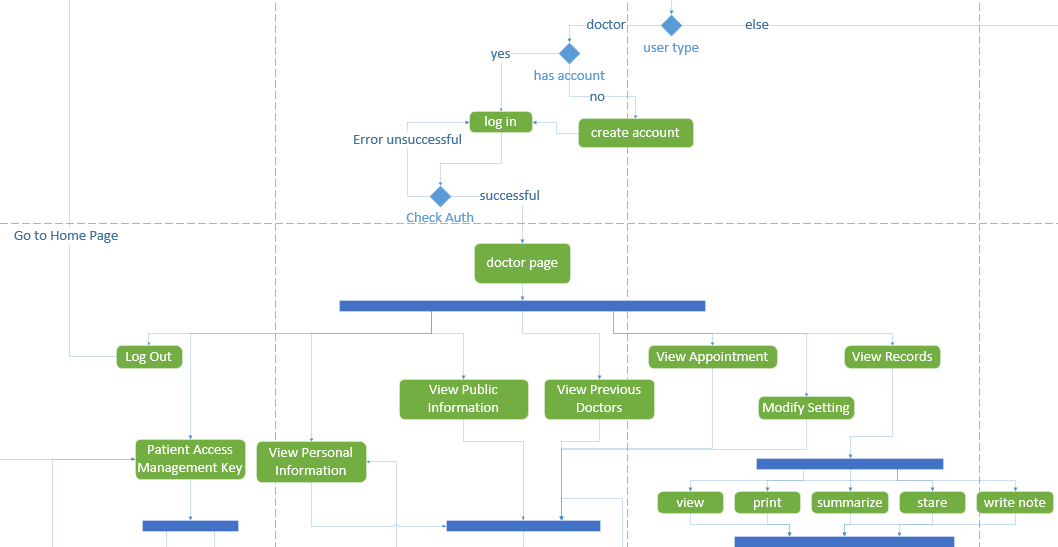 doctor
else
user type
yes
has account
no
log in
create account
Error unsuccessful
successful
Check Auth
Go to Home Page
doctor page
Log Out
View Appointment
View Records
View Public
Information
View Previous
Doctors
Modify Setting
Patient Access
Management Key
View Personal
Information
view
print
summarize
stare
write note